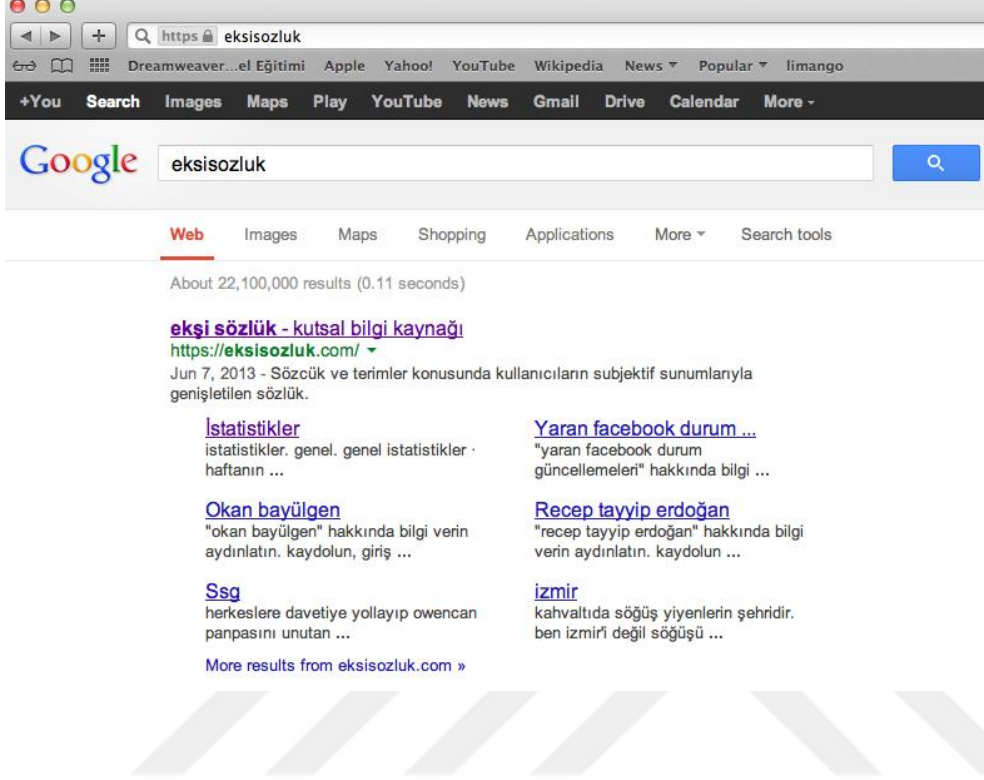 https eksisozluk
Dreamweaver...el Eğitimi Apple Yahoo! YouTube Wikipedia News Popular limango
+You Search Images Maps Play YouTube News Gmail Drive Calendar More
Google eksisozluk
Web Images Maps Shopping Applications More Search tools
About 22,100,000 results (0.11 seconds)
ekşi sözlük - kutsal bilgi kaynağı
https://eksisozluk.com/
Jun 7, 2013 - Sözcük ve terimler konusunda kullanıcıların subjektif sunumlarıyla
genişletilen sözlük.
İstatistikler
istatistikler. genel. genel istatistikler ·
haftanın ...
Yaran facebook durum ...
"yaran facebook durum
güncellemeleri" hakkında bilgi ...
Okan bayülgen
"okan bayülgen" hakkında bilgi verin
aydınlatın. kaydolun, giriş ...
Recep tayyip erdoğan
"recep tayyip erdoğan" hakkında bilgi
verin aydınlatın. kaydolun ...
Ssg
herkeslere davetiye yollayıp owencan
panpasını unutan ...
izmir
kahvaltıda söğüş yiyenlerin şehridir.
ben izmir'i değil söğüşü ...
More results from eksisozluk.com »